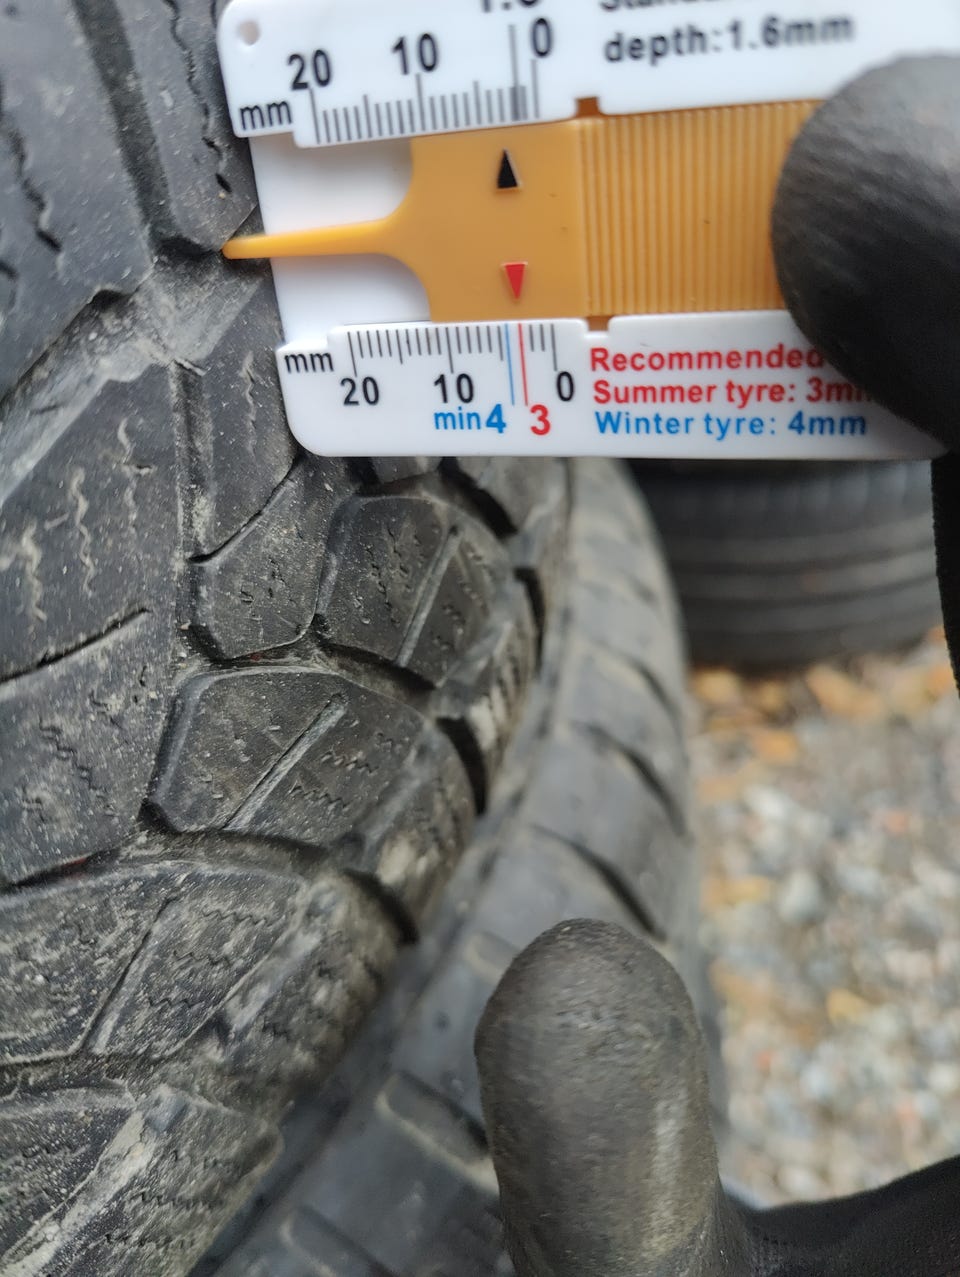 depth:1.6mm
20 10 0
mm
mm
20 10 0
min4 3
Recommended
Summer tyre: 3m
Winter tyre: 4mm